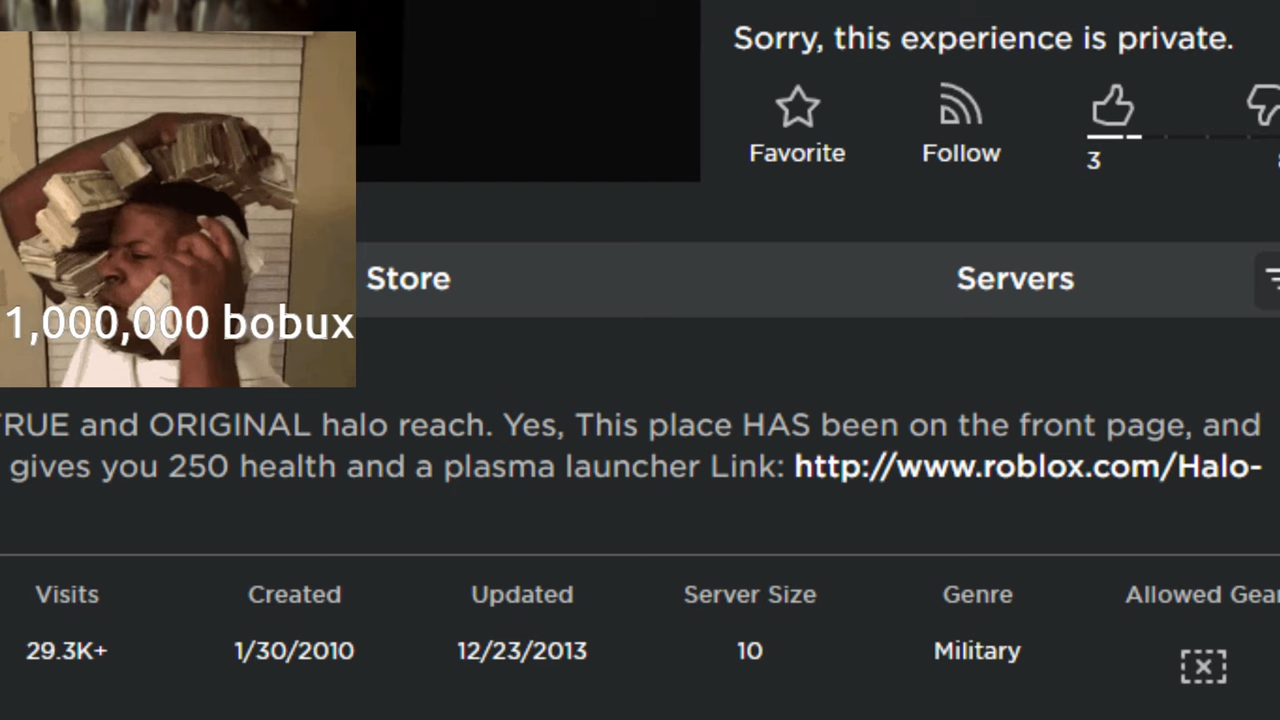 Sorry, this experience is private.
Favorite
Follow
3
Store
Servers
1,000,000 bobux
TRUE and ORIGINAL halo reach. Yes, This place HAS been on the front page, and
gives you 250 health and a plasma launcher Link: http://www.roblox.com/Halo-
Visits
Created
Updated
Server Size
Genre
Allowed Gear
29.3K+
1/30/2010
12/23/2013
10
Military